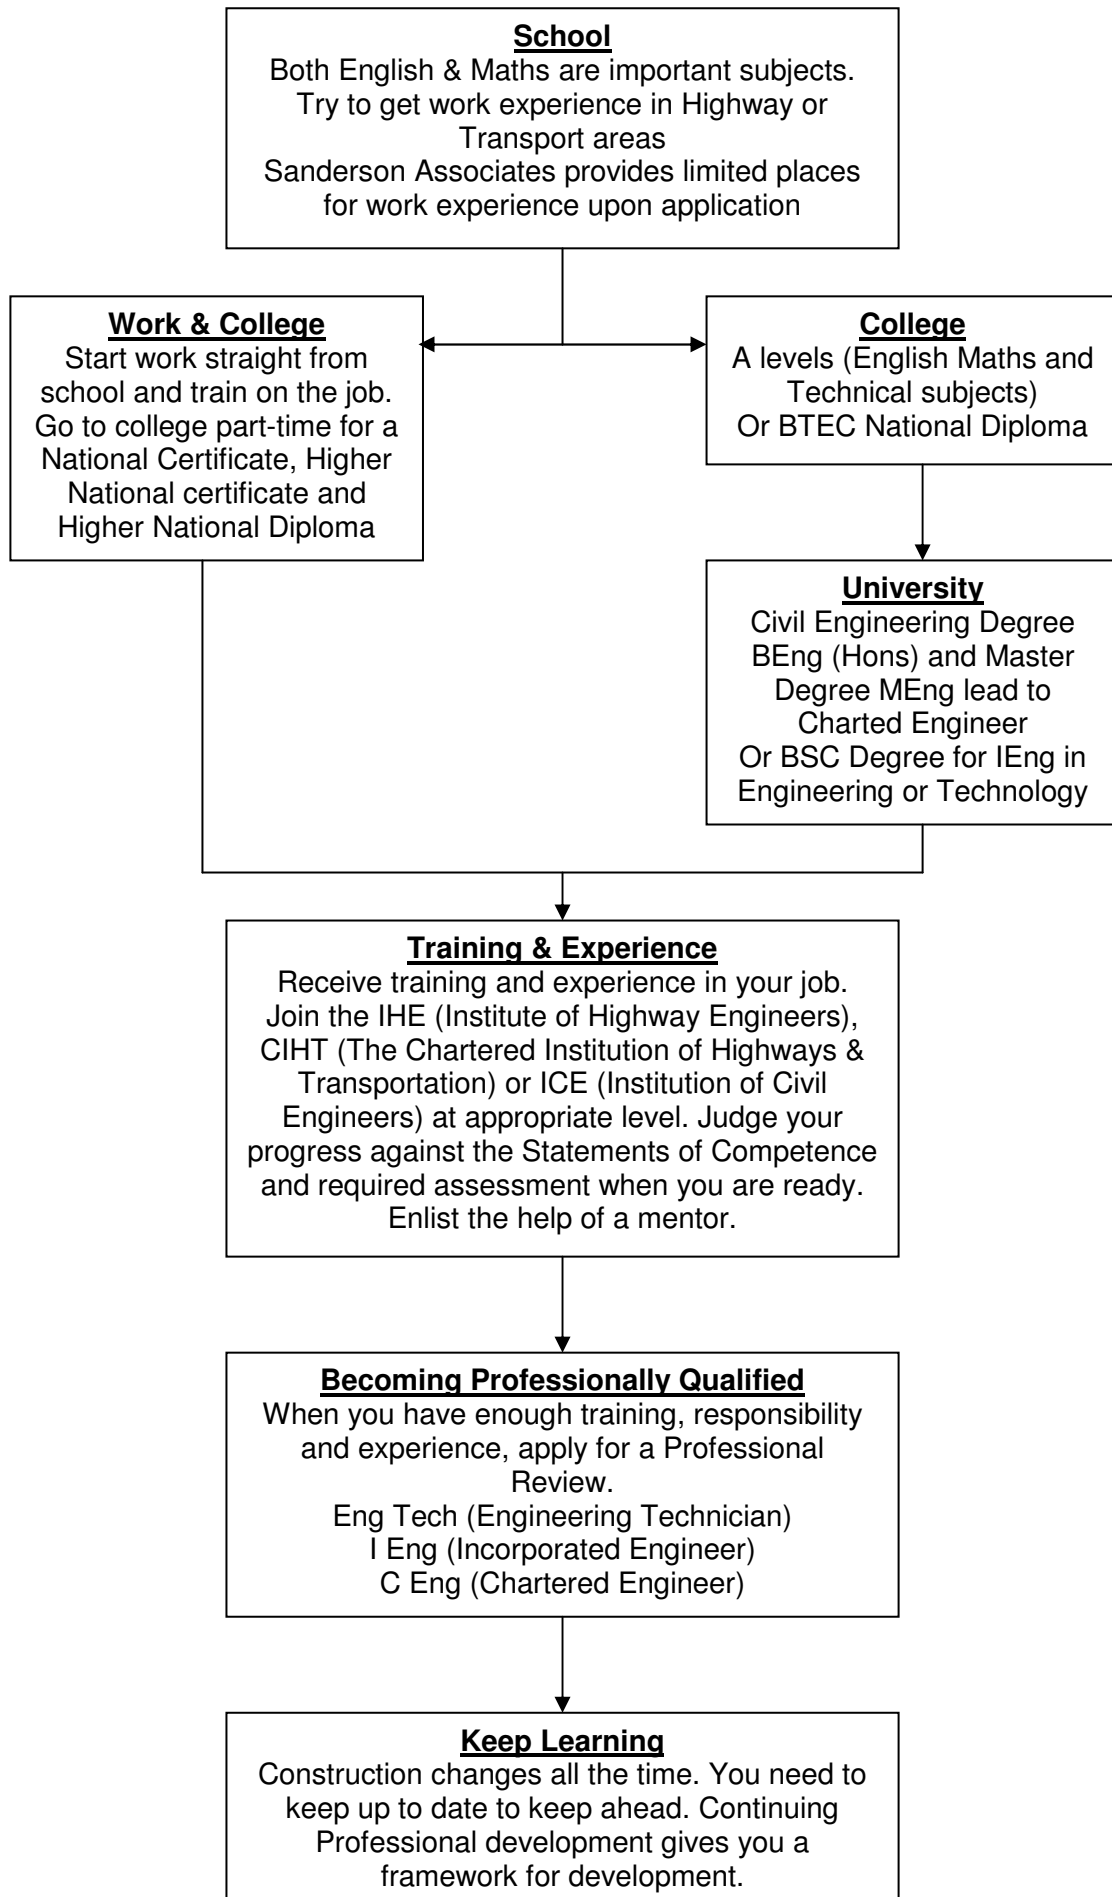 School
Both English & Maths are important subjects.
Try to get work experience in Highway or
Transport areas
Sanderson Associates provides limited places
for work experience upon application
Work & College
Start work straight from
school and train on the job.
Go to college part-time for a
National Certificate, Higher
National certificate and
Higher National Diploma
College
A levels (English Maths and
Technical subjects)
Or BTEC National Diploma
University
Civil Engineering Degree
BEng (Hons) and Master
Degree MEng lead to
Charted Engineer
Or BSC Degree for IEng in
Engineering or Technology
Training & Experience
Receive training and experience in your job.
Join the IHE (Institute of Highway Engineers),
CIHT (The Chartered Institution of Highways &
Transportation) or ICE (Institution of Civil
Engineers) at appropriate level. Judge your
progress against the Statements of Competence
and required assessment when you are ready.
Enlist the help of a mentor.
Becoming Professionally Qualified
When you have enough training, responsibility
and experience, apply for a Professional
Review.
Eng Tech (Engineering Technician)
I Eng (Incorporated Engineer)
C Eng (Chartered Engineer)
Keep Learning
Construction changes all the time. You need to
keep up to date to keep ahead. Continuing
Professional development gives you a
framework for development.